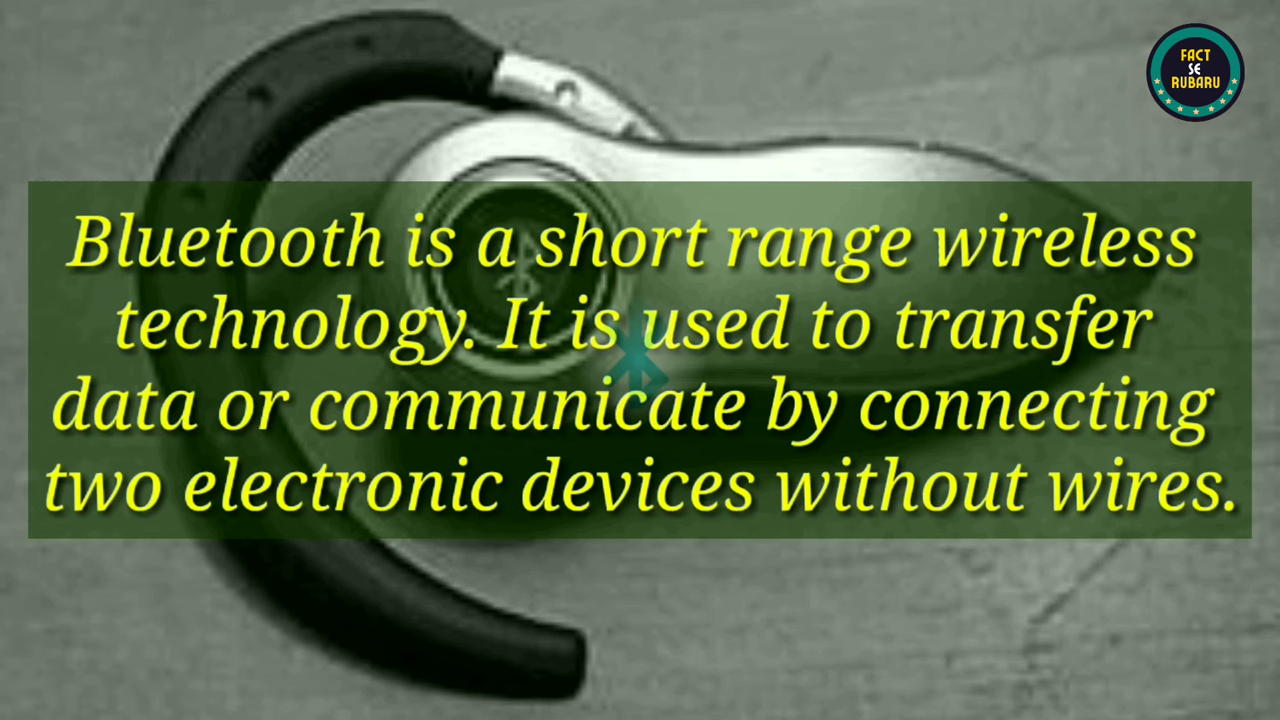 FACT
SE
RUBARU
Bluetooth is a short range wireless
technology. It is used to transfer
data or communicate by connecting
two electronic devices without wires.